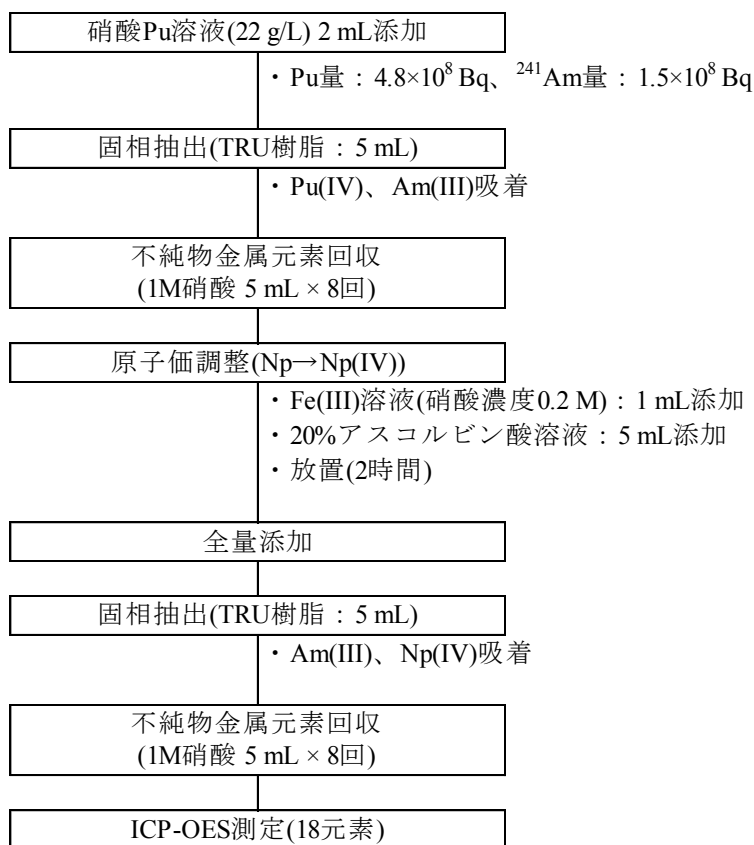 硝酸Pu溶液(22 g/L) 2 mL添加
・Pu量：4.8×10⁸ Bq、²⁴¹Am量：1.5×10⁸ Bq
固相抽出(TRU樹脂：5 mL)
・Pu(IV)、Am(III)吸着
不純物金属元素回収
(1M硝酸 5 mL × 8回)
原子価調整(Np→Np(IV))
・Fe(III)溶液(硝酸濃度0.2 M)：1 mL添加
・20%アスコルビン酸溶液：5 mL添加
・放置(2時間)
全量添加
固相抽出(TRU樹脂：5 mL)
・Am(III)、Np(IV)吸着
不純物金属元素回収
(1M硝酸 5 mL × 8回)
ICP-OES測定(18元素)